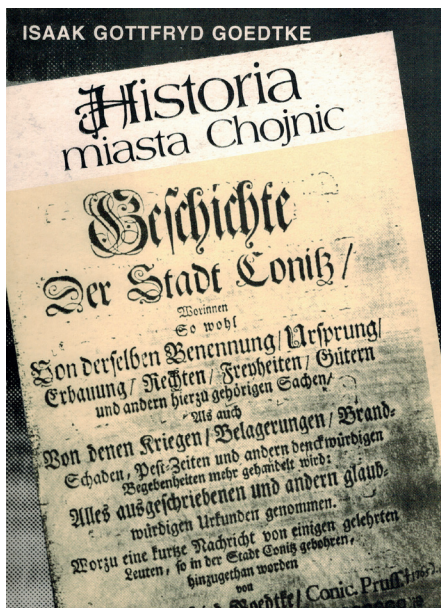 ISAAK GOTTFRYD GOEDTKE
Historia
miasta Chojnic
Geschichte
Der Stadt Conitz/
Worinnen
So wohl
Von derselben Benennung/Ursprung/
Erbauung/ Rechten/ Freyheiten/ Gütern
und andern hierzu gehörigen Sachen/
Als auch
Von denen Kriegen/Belagerungen/Brand-
Schaden, Pest-Zeiten und andern denckwürdigen
Begebenheiten mehr gehandelt wird:
Alles ausgeschriebenen und andern glaub-
würdigen Urkunden genommen.
Worzu eine kurtze Nachricht von einigen gelehrten
Leuten, so in der Stadt Conitz gebohren,
hinzugethan worden
von
Goedtke/ Conic. Pruss.